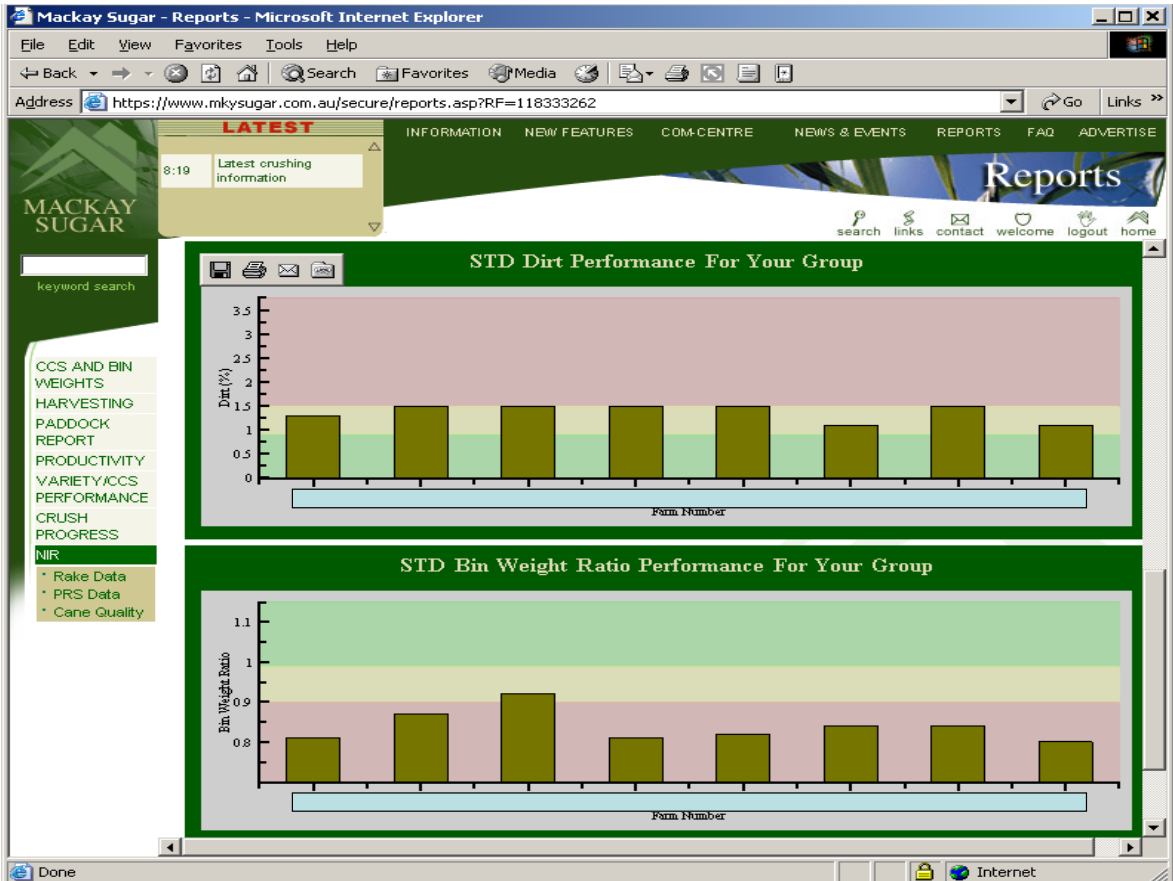 Mackay Sugar - Reports - Microsoft Internet Explorer
File Edit View Favorites Tools Help
Back Search Favorites Media
Address https://www.mkysugar.com.au/secure/reports.asp?RF=118333262 Go Links »
LATEST
8:19 Latest crushing
information
INFORMATION NEW FEATURES COM-CENTRE NEWS & EVENTS REPORTS FAQ ADVERTISE
Reports
MACKAY
SUGAR
search links contact welcome logout home
keyword search
CCS AND BIN
WEIGHTS
HARVESTING
PADDOCK
REPORT
PRODUCTIVITY
VARIETY/CCS
PERFORMANCE
CRUSH
PROGRESS
NIR
• Rake Data
• PRS Data
• Cane Quality
STD Dirt Performance For Your Group
Dirt (%)
3.5
3
2.5
2
1.5
1
0.5
0
Farm Number
STD Bin Weight Ratio Performance For Your Group
Bin Weight Ratio
1.1
1
0.9
0.8
Farm Number
Done Internet